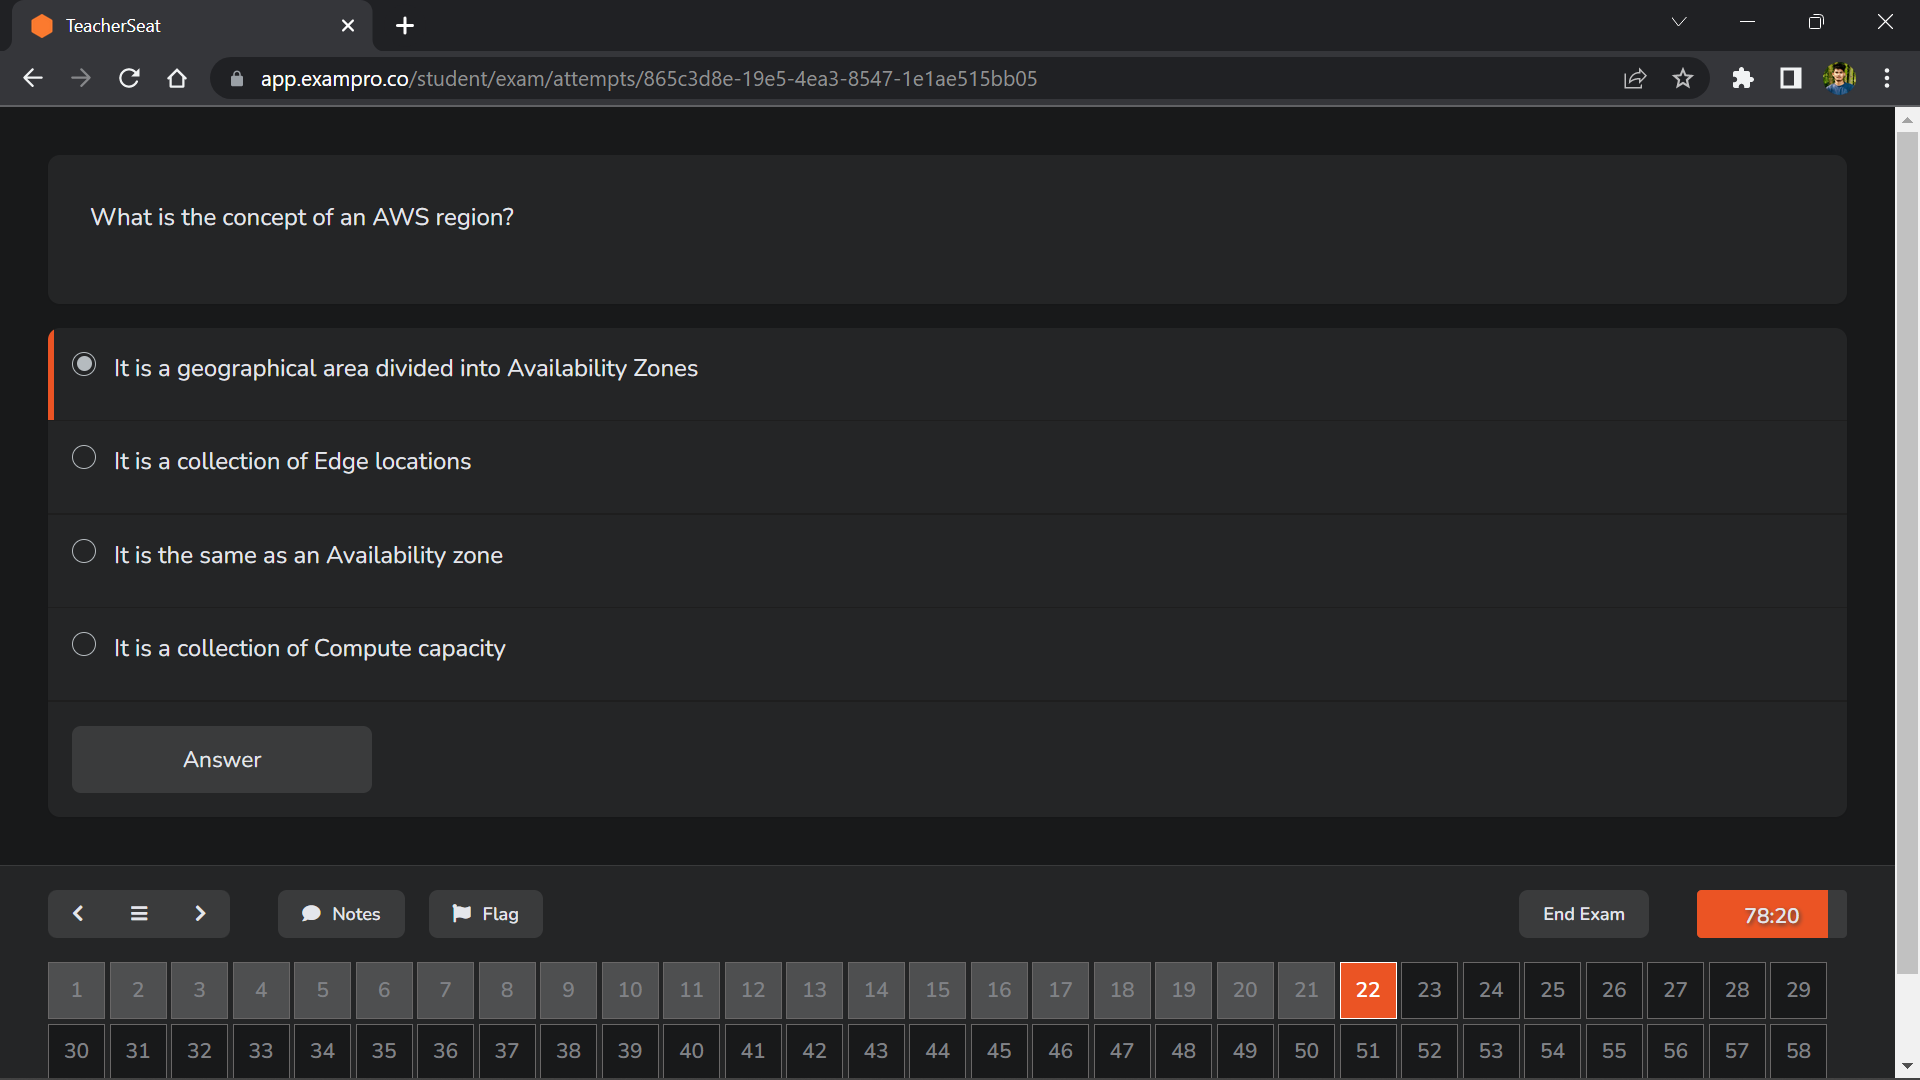 TeacherSeat
app.exampro.co/student/exam/attempts/865c3d8e-19e5-4ea3-8547-1e1ae515bb05
What is the concept of an AWS region?
It is a geographical area divided into Availability Zones
It is a collection of Edge locations
It is the same as an Availability zone
It is a collection of Compute capacity
Answer
Notes Flag End Exam 78:20
1 2 3 4 5 6 7 8 9 10 11 12 13 14 15 16 17 18 19 20 21 22 23 24 25 26 27 28 29
30 31 32 33 34 35 36 37 38 39 40 41 42 43 44 45 46 47 48 49 50 51 52 53 54 55 56 57 58